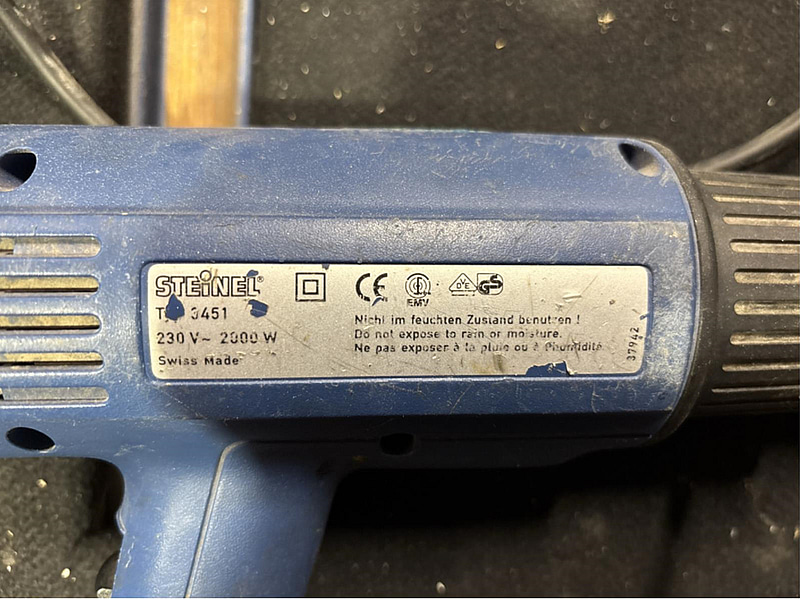 STEINEL®
3451
230 V~ 2000 W
Swiss Made
CE
EMV
DVE GS
Nicht im feuchten Zustand benutzen !
Do not expose to rain or moisture.
Ne pas exposer à la pluie ou à l'humidité
37942